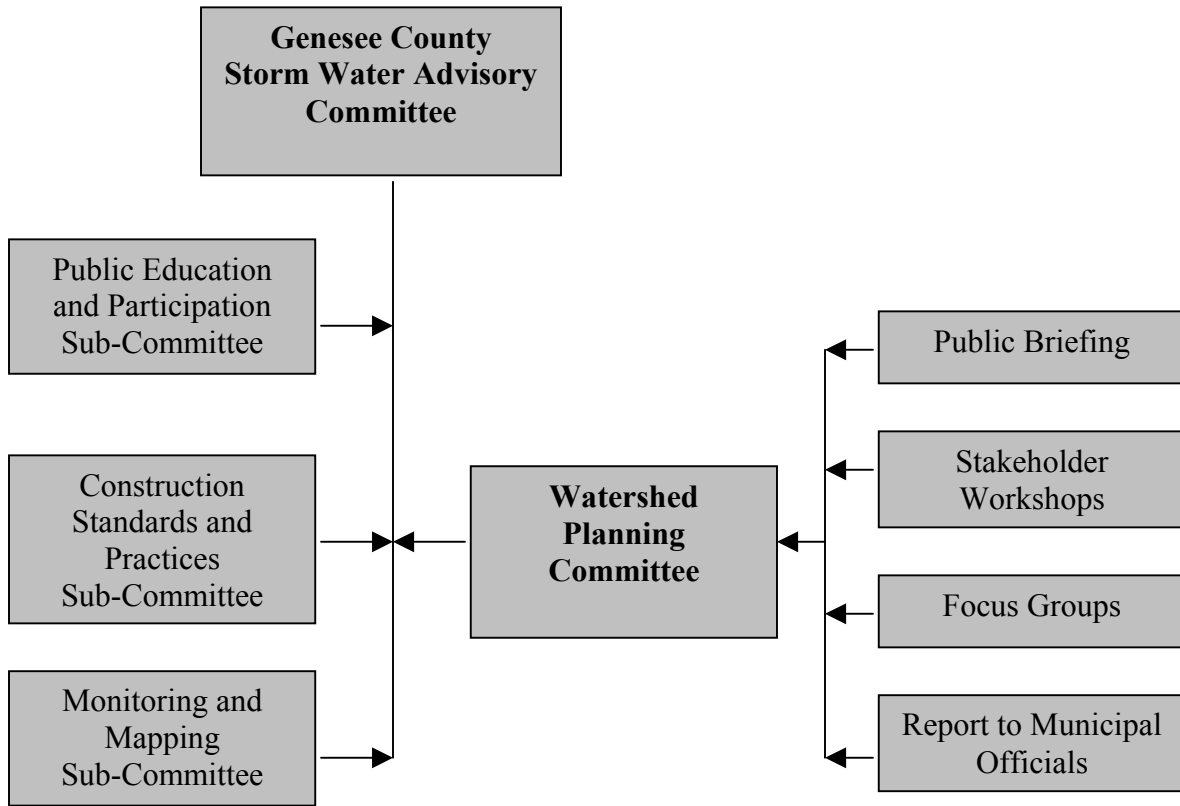 Genesee County
Storm Water Advisory
Committee
Public Education
and Participation
Sub-Committee
Construction
Standards and
Practices
Sub-Committee
Monitoring and
Mapping
Sub-Committee
Watershed
Planning
Committee
Public Briefing
Stakeholder
Workshops
Focus Groups
Report to Municipal
Officials